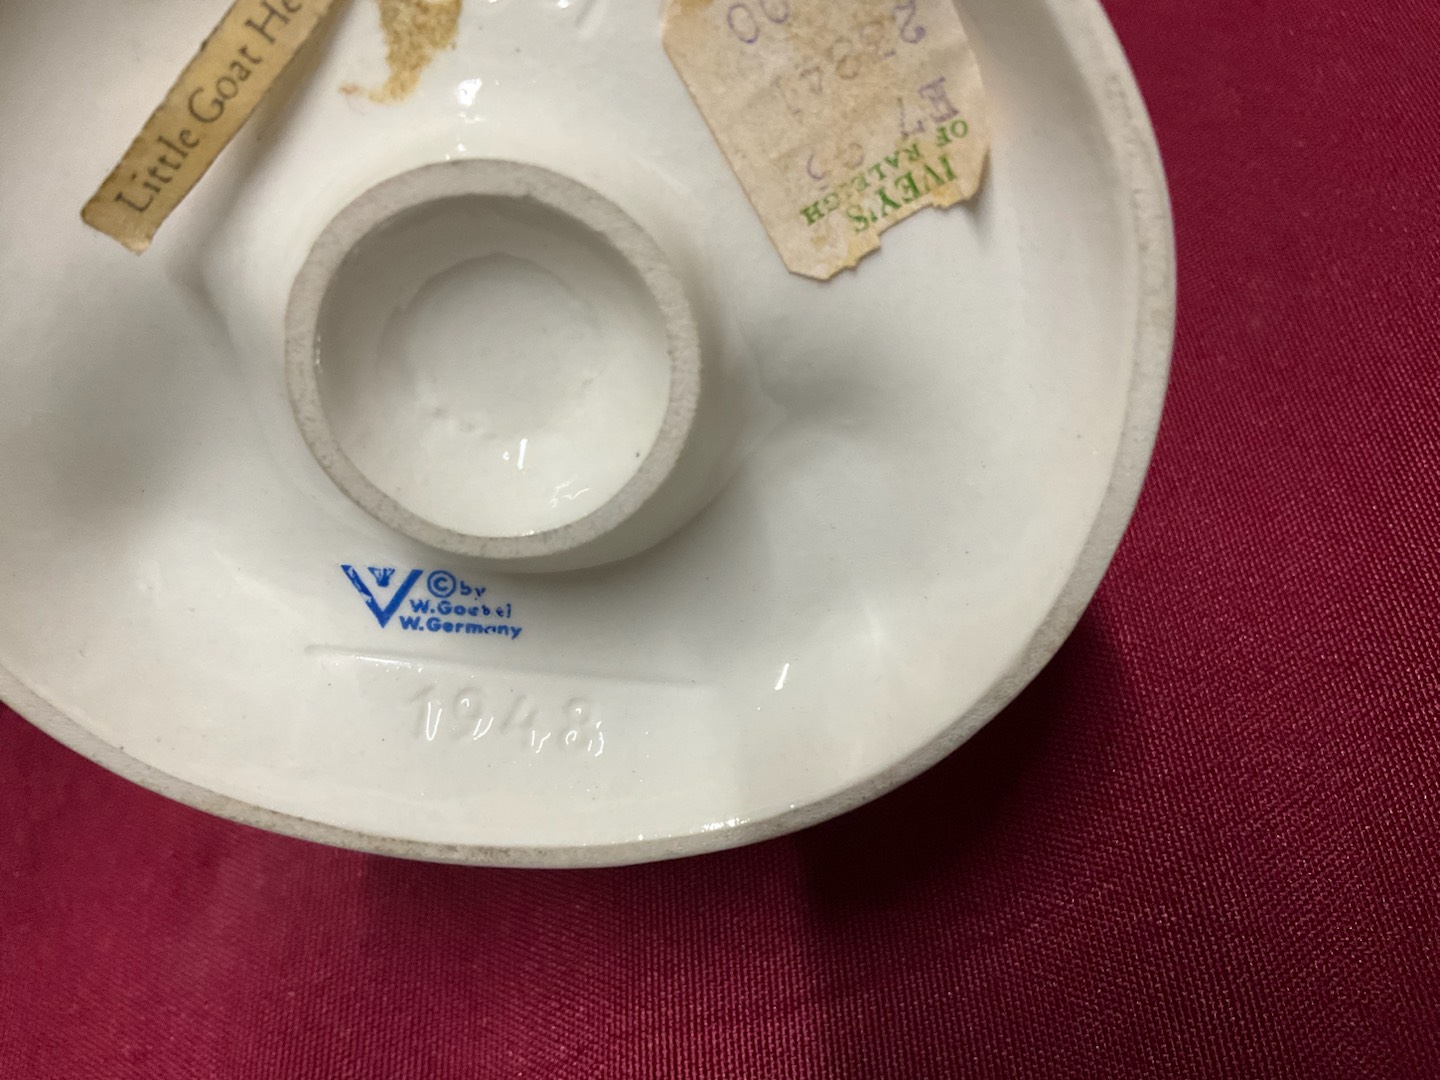 Little Goat He
IVEY'S
OF RALEIGH
© by
W. Goebel
W. Germany
1948